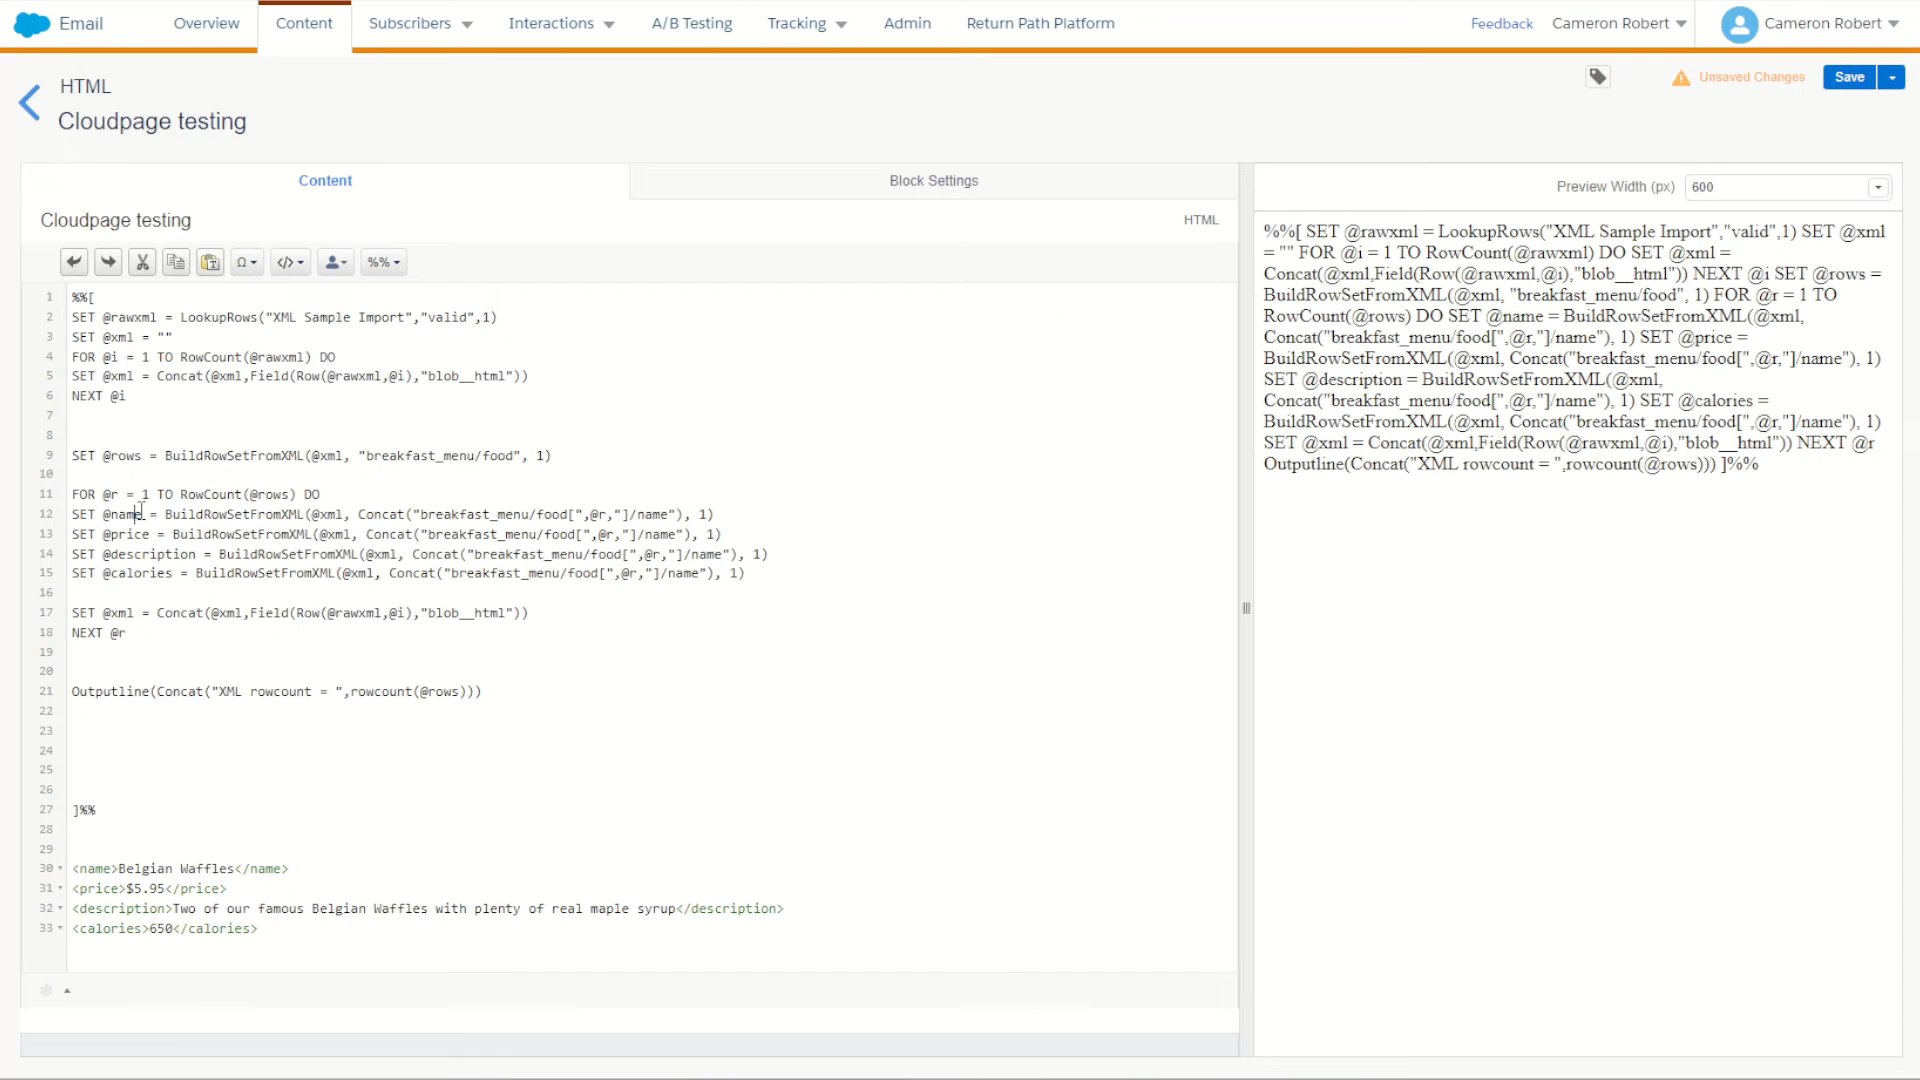 Email
Overview
Content
Subscribers
Interactions
A/B Testing
Tracking
Admin
Return Path Platform
Feedback
Cameron Robert
Cameron Robert
HTML
Cloudpage testing
Unsaved Changes
Save
Content
Block Settings
Cloudpage testing
HTML
Ω
</>
%%
1 %%[
2 SET @rawxml = LookupRows("XML Sample Import","valid",1)
3 SET @xml = ""
4 FOR @i = 1 TO RowCount(@rawxml) DO
5 SET @xml = Concat(@xml,Field(Row(@rawxml,@i),"blob__html"))
6 NEXT @i
7
8
9 SET @rows = BuildRowSetFromXML(@xml, "breakfast_menu/food", 1)
10
11 FOR @r = 1 TO RowCount(@rows) DO
12 SET @name = BuildRowSetFromXML(@xml, Concat("breakfast_menu/food[",@r,"]/name"), 1)
13 SET @price = BuildRowSetFromXML(@xml, Concat("breakfast_menu/food[",@r,"]/name"), 1)
14 SET @description = BuildRowSetFromXML(@xml, Concat("breakfast_menu/food[",@r,"]/name"), 1)
15 SET @calories = BuildRowSetFromXML(@xml, Concat("breakfast_menu/food[",@r,"]/name"), 1)
16
17 SET @xml = Concat(@xml,Field(Row(@rawxml,@i),"blob__html"))
18 NEXT @r
19
20
21 Outputline(Concat("XML rowcount = ",rowcount(@rows)))
22
23
24
25
26
27 ]%%
28
29
30 <name>Belgian Waffles</name>
31 <price>$5.95</price>
32 <description>Two of our famous Belgian Waffles with plenty of real maple syrup</description>
33 <calories>650</calories>
Preview Width (px) 600
%%[ SET @rawxml = LookupRows("XML Sample Import","valid",1) SET @xml
= "" FOR @i = 1 TO RowCount(@rawxml) DO SET @xml =
Concat(@xml,Field(Row(@rawxml,@i),"blob__html")) NEXT @i SET @rows =
BuildRowSetFromXML(@xml, "breakfast_menu/food", 1) FOR @r = 1 TO
RowCount(@rows) DO SET @name = BuildRowSetFromXML(@xml,
Concat("breakfast_menu/food[",@r,"]/name"), 1) SET @price =
BuildRowSetFromXML(@xml, Concat("breakfast_menu/food[",@r,"]/name"), 1)
SET @description = BuildRowSetFromXML(@xml,
Concat("breakfast_menu/food[",@r,"]/name"), 1) SET @calories =
BuildRowSetFromXML(@xml, Concat("breakfast_menu/food[",@r,"]/name"), 1)
SET @xml = Concat(@xml,Field(Row(@rawxml,@i),"blob__html")) NEXT @r
Outputline(Concat("XML rowcount = ",rowcount(@rows))) ]%%